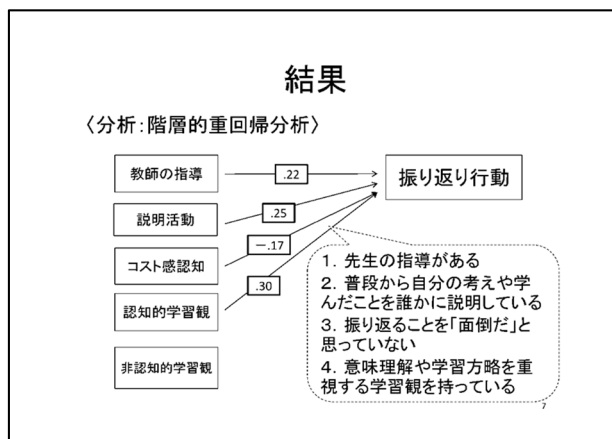 結果
〈分析：階層的重回帰分析〉
教師の指導
.22
振り返り行動
説明活動
.25
コスト感認知
－.17
認知的学習観
.30
非認知的学習観
1．先生の指導がある
2．普段から自分の考えや学
んだことを誰かに説明している
3．振り返ることを「面倒だ」と
思っていない
4．意味理解や学習方略を重
視する学習観を持っている
7